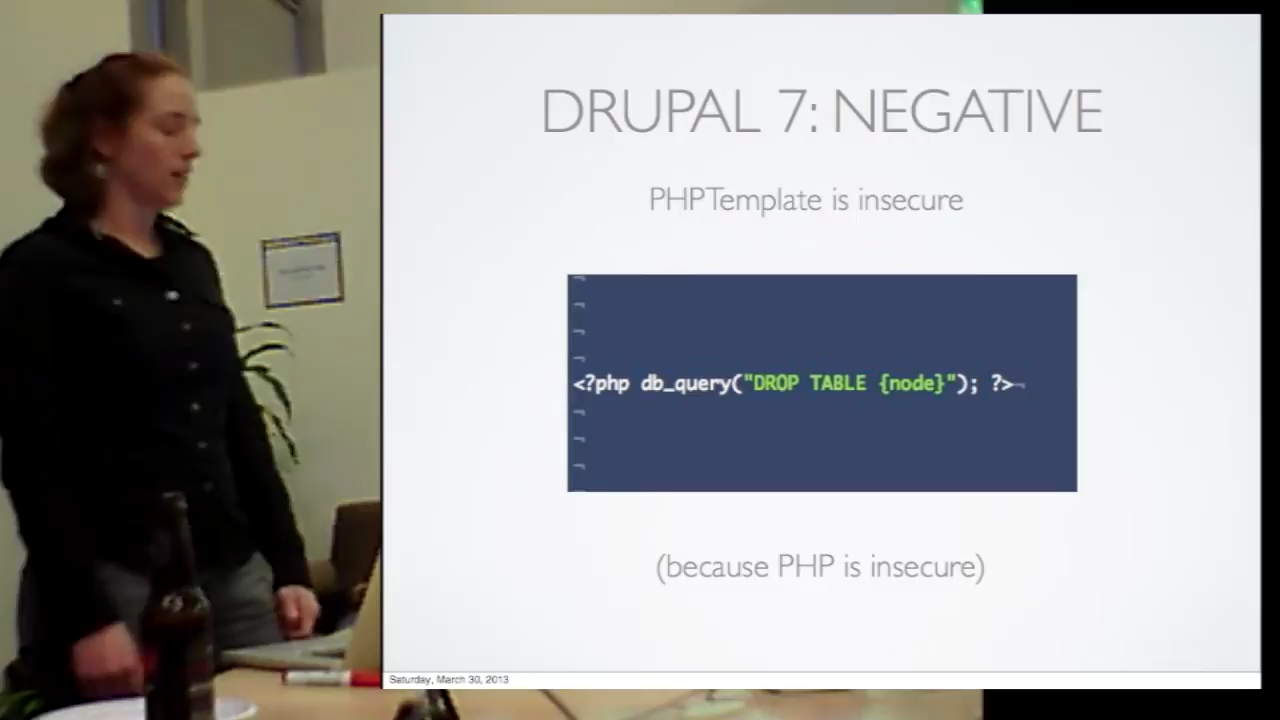 DRUPAL 7: NEGATIVE
PHPTemplate is insecure
<?php db_query("DROP TABLE {node}"); ?>¬
(because PHP is insecure)
Saturday, March 30, 2013